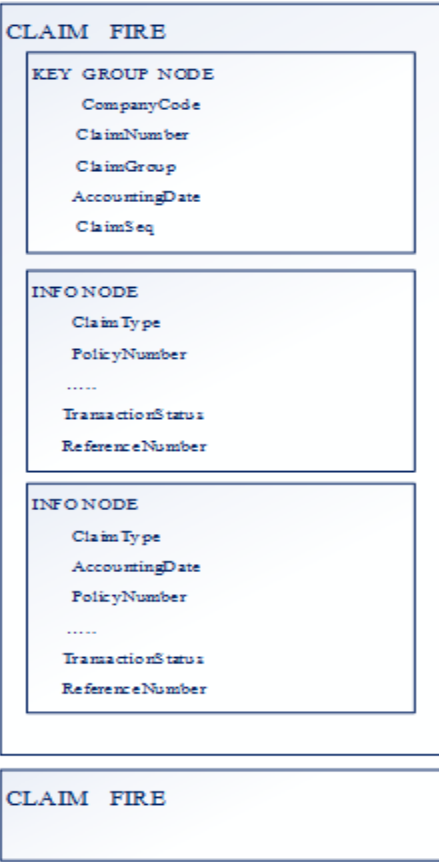 CLAIM FIRE
KEY GROUP NODE
CompanyCode
ClaimNumber
ClaimGroup
AccountingDate
ClaimSeq
INFO NODE
ClaimType
PolicyNumber
.....
TransactionStatus
ReferenceNumber
INFO NODE
ClaimType
AccountingDate
PolicyNumber
.....
TransactionStatus
ReferenceNumber
CLAIM FIRE